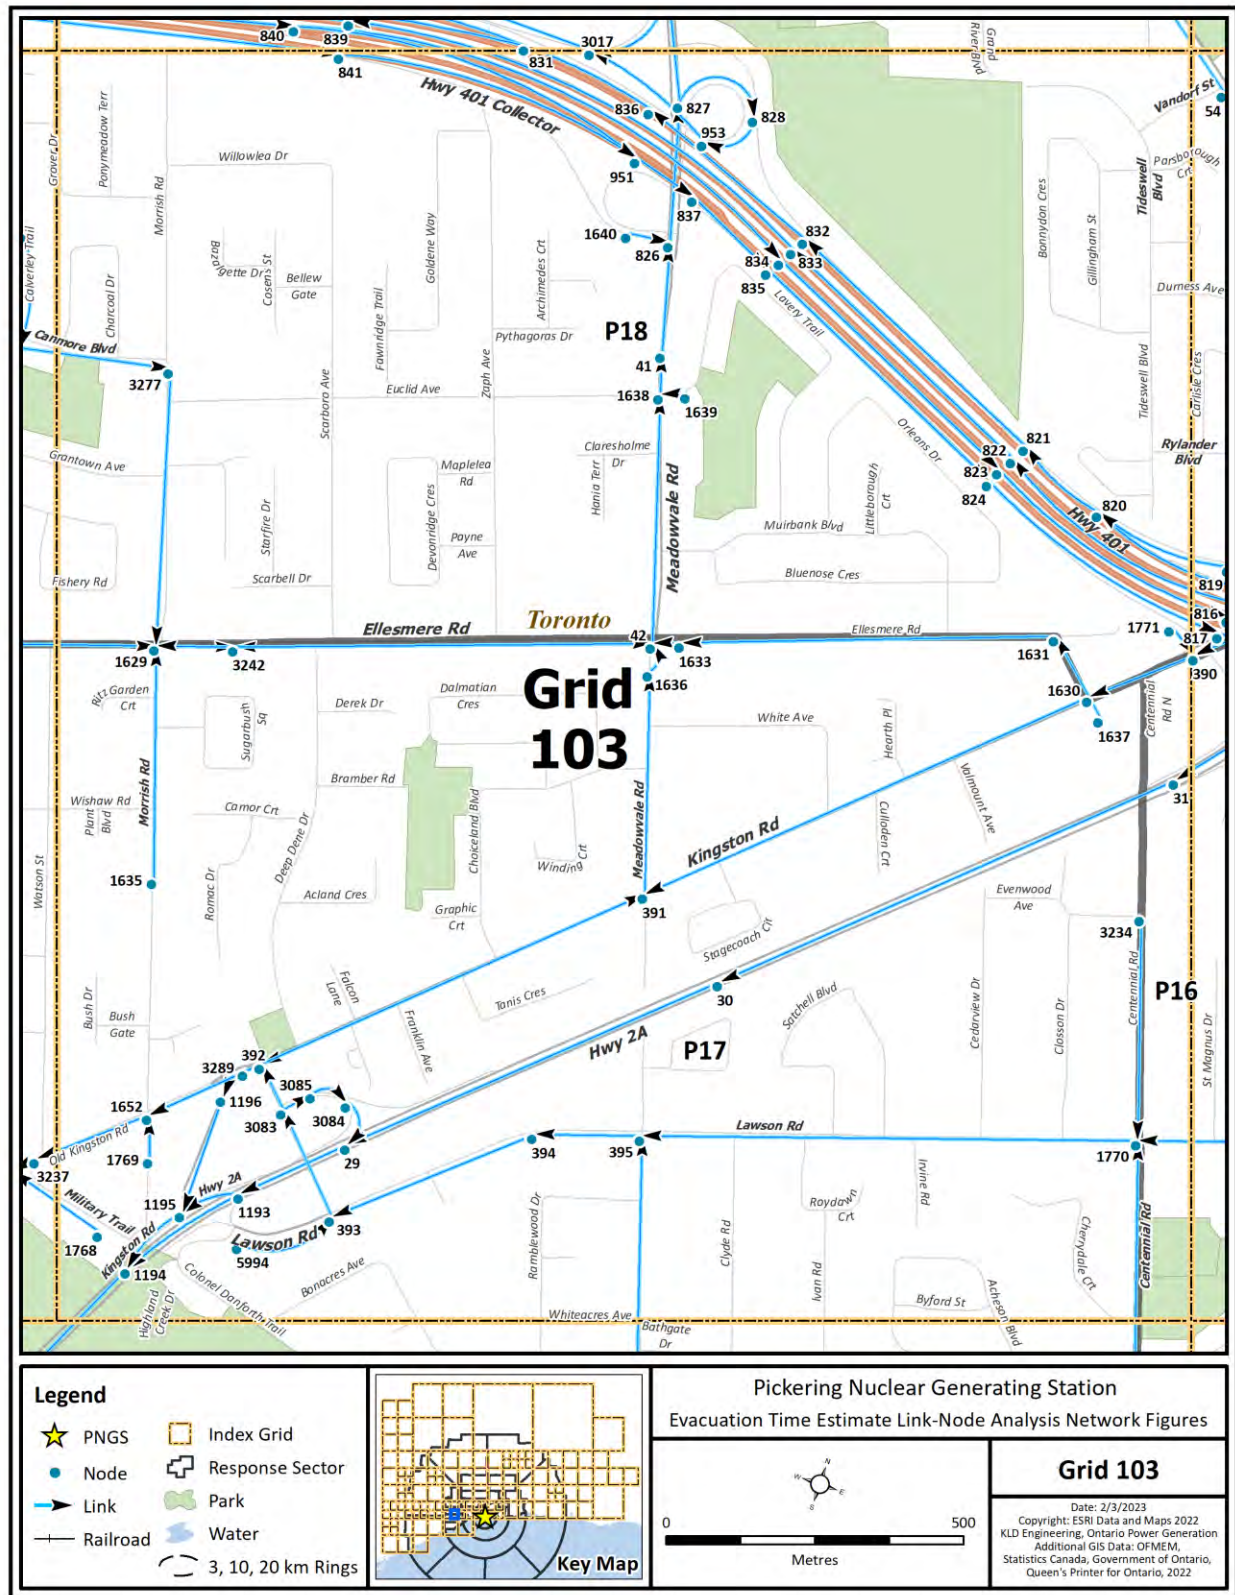 840
839
841
831
3017
Hwy 401 Collector
836
827
828
953
951
837
1640
826
832
833
834
835
Grand
River Blvd
Vandorf St
54
Parsborough
Crt
Tideswell
Blvd
Bonnydon Cres
Gillingham St
Durness Ave
Carlisle Cres
Tideswell Blvd
Rylander
Blvd
Grover Dr
Ponymeadow Terr
Willowlea Dr
Morrish Rd
Calverley Trail
Charcoal Dr
Bazagette Dr
Cosens St
Bellew
Gate
Goldene Way
Archimedes Crt
Fawnridge Trail
Pythagoras Dr
Canmore Blvd
3277
P18
41
1638
1639
Euclid Ave
Scarboro Ave
Zaph Ave
Lavery Trail
Orleans Dr
Grantown Ave
Claresholme
Dr
Hania Terr
Maplelea
Rd
Devonridge Cres
Payne
Ave
Starfire Dr
Scarbell Dr
Fishery Rd
Meadowvale Rd
Littleborough
Crt
Muirbank Blvd
Bluenose Cres
821
822
823
824
820
Hwy 401
819
816
817
1771
390
Ellesmere Rd
Toronto
42
Ellesmere Rd
1629
3242
1633
1636
1631
1630
1637
Grid
103
Ritz Garden
Crt
Sugarbush
Sq
Derek Dr
Dalmatian
Cres
White Ave
Hearth Pl
Centennial
Rd N
31
Bramber Rd
Wishaw Rd
Plant
Blvd
Morrish Rd
Camor Crt
Deep Dene Dr
Choiceland Blvd
Winding Crt
Meadowvale Rd
Kingston Rd
Valmount Ave
Culloden Crt
1635
Watson St
Romac Dr
Acland Cres
Graphic
Crt
391
Evenwood
Ave
3234
Stagecoach Cir
30
Tanis Cres
Falcon
Lane
Franklin Ave
Satchell Blvd
Cedarview Dr
Closson Dr
Centennial Rd
P16
St Magnus Dr
Bush Dr
Bush
Gate
Hwy 2A
P17
392
3289
3085
1196
3083
3084
1652
Old Kingston Rd
1769
3237
29
394
395
Lawson Rd
1770
Military Trail
Hwy 2A
1195
1193
393
Lawson Rd
5994
1768
Kingston Rd
1194
Highland
Creek Dr
Colonel Danforth Trail
Bonacres Ave
Ramblewood Dr
Clyde Rd
Roydawn
Crt
Irvine Rd
Ivan Rd
Cherrydale Crt
Centennial Rd
Byford St
Acheson Blvd
Whiteacres Ave
Bathgate
Dr
Legend
PNGS
Node
Link
Railroad
Index Grid
Response Sector
Park
Water
3, 10, 20 km Rings
Key Map
Pickering Nuclear Generating Station
Evacuation Time Estimate Link-Node Analysis Network Figures
N
W
E
S
0
500
Metres
Grid 103
Date: 2/3/2023
Copyright: ESRI Data and Maps 2022
KLD Engineering, Ontario Power Generation
Additional GIS Data: OFMEM,
Statistics Canada, Government of Ontario,
Queen's Printer for Ontario, 2022